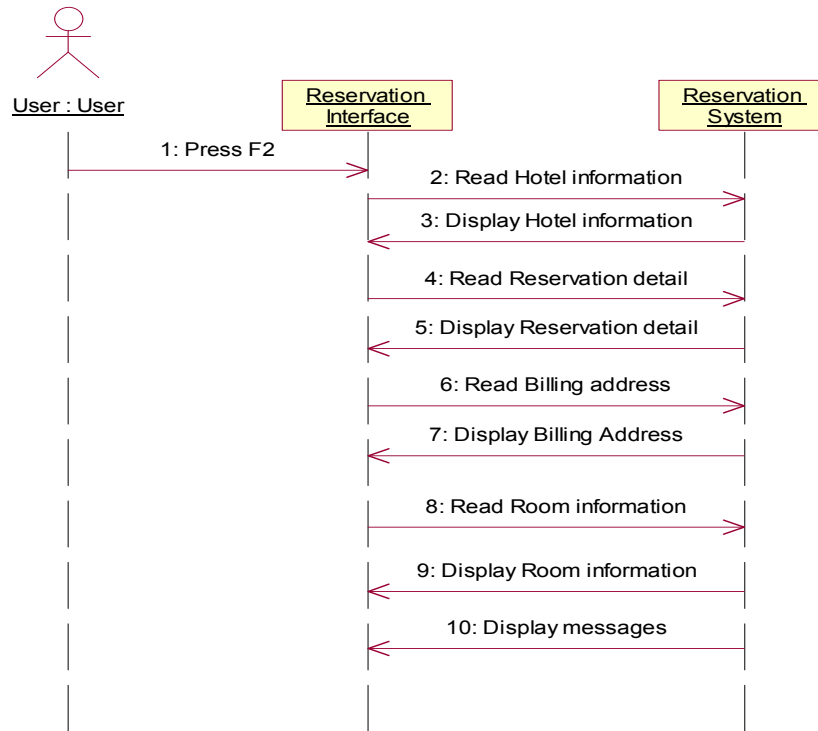 User : User
Reservation
Interface
Reservation
System
1: Press F2
2: Read Hotel information
3: Display Hotel information
4: Read Reservation detail
5: Display Reservation detail
6: Read Billing address
7: Display Billing Address
8: Read Room information
9: Display Room information
10: Display messages